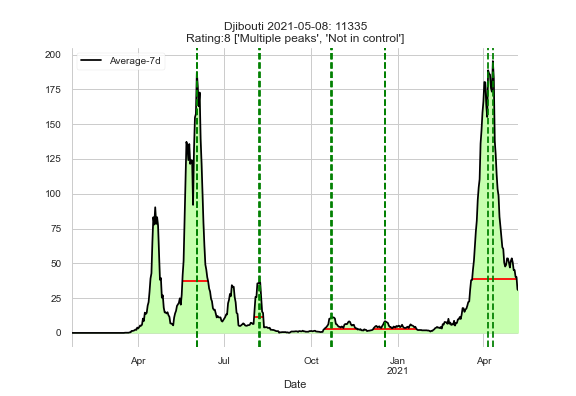 Djibouti 2021-05-08: 11335
Rating:8 ['Multiple peaks', 'Not in control']
Average-7d
200
175
150
125
100
75
50
25
0
Apr
Jul
Oct
Jan
2021
Apr
Date